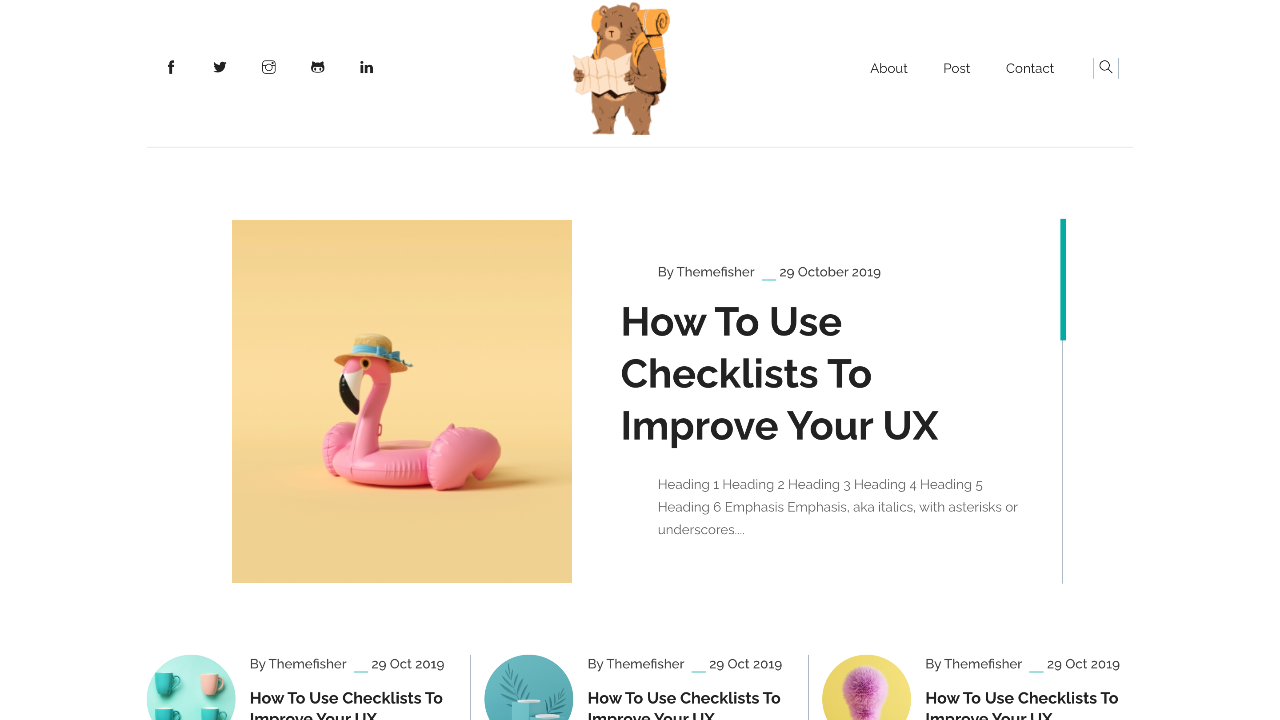 About Post Contact
By Themefisher 29 October 2019
How To Use
Checklists To
Improve Your UX
Heading 1 Heading 2 Heading 3 Heading 4 Heading 5
Heading 6 Emphasis Emphasis, aka italics, with asterisks or
underscores....
By Themefisher 29 Oct 2019
How To Use Checklists To
Improve Your UX
By Themefisher 29 Oct 2019
How To Use Checklists To
Improve Your UX
By Themefisher 29 Oct 2019
How To Use Checklists To
Improve Your UX